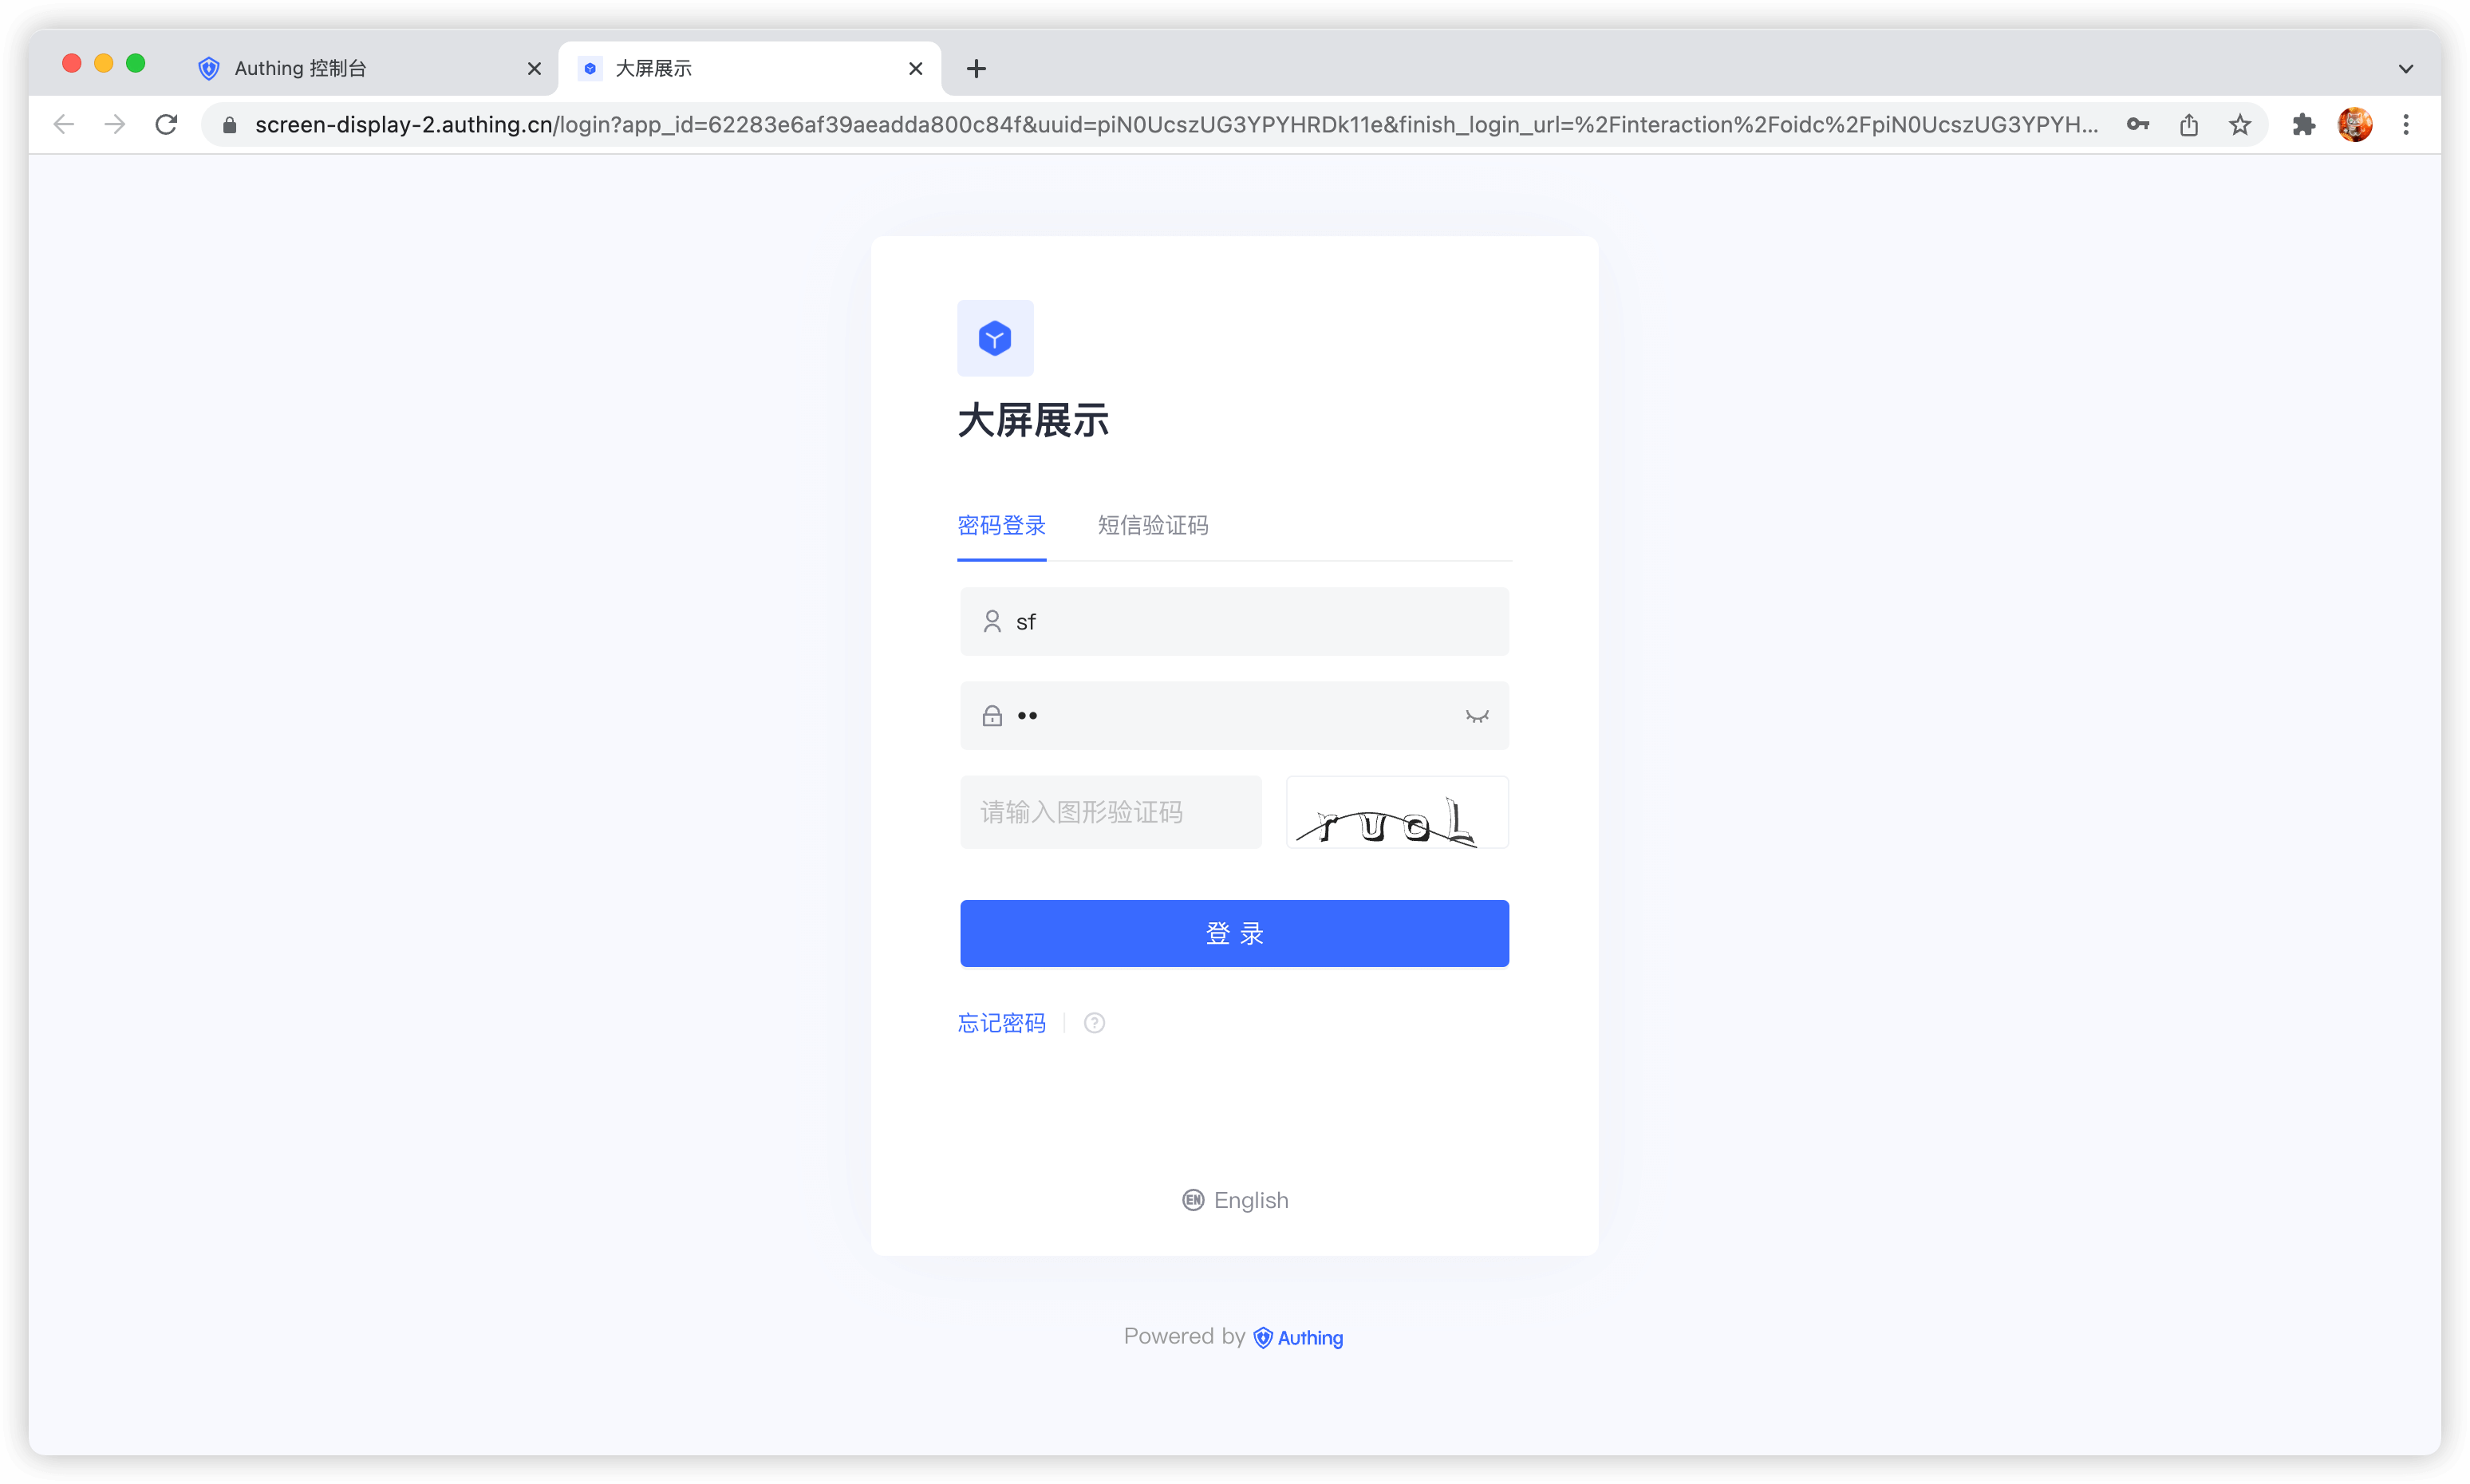 Authing 控制台
大屏展示
screen-display-2.authing.cn/login?app_id=62283e6af39aeadda800c84f&uuid=piN0UcszUG3YPYHRDk11e&finish_login_url=%2Finteraction%2Foidc%2FpiN0UcszUG3YPYH...
大屏展示
密码登录 短信验证码
sf
••
请输入图形验证码
登 录
忘记密码 ?
EN English
Powered by Authing